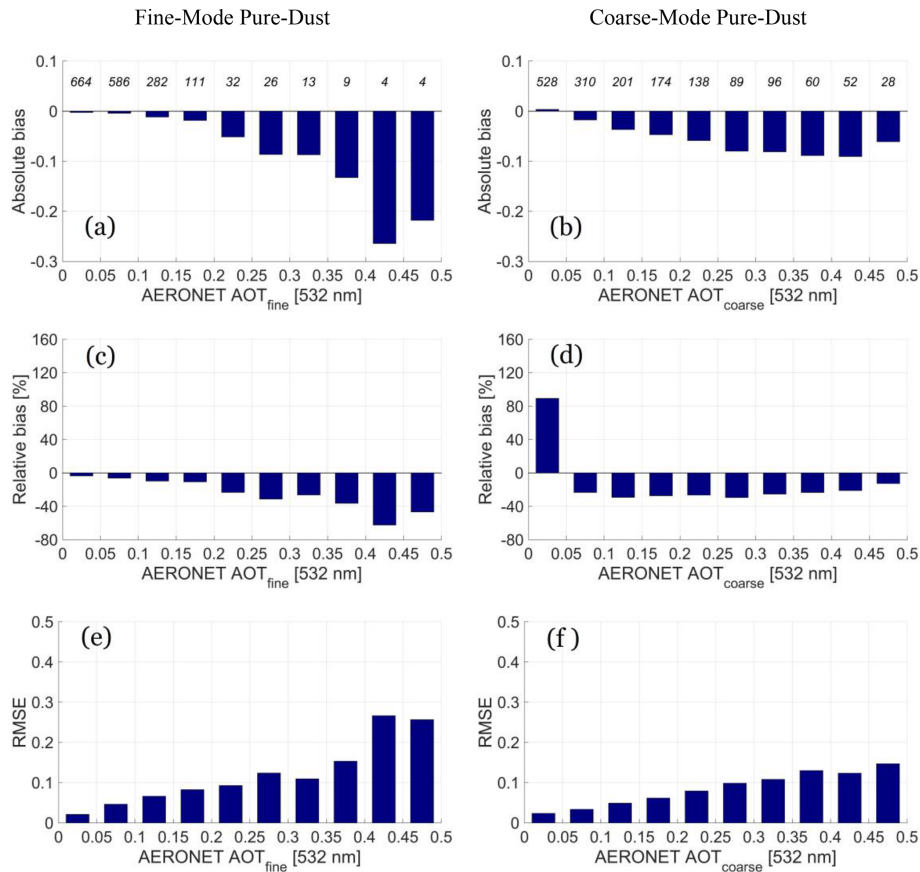 Fine-Mode Pure-Dust
Coarse-Mode Pure-Dust
0.1
0
-0.1
-0.2
-0.3
Absolute bias
664 586 282 111 32 26 13 9 4 4
(a)
0 0.05 0.1 0.15 0.2 0.25 0.3 0.35 0.4 0.45 0.5
AERONET AOT_fine [532 nm]
0.1
0
-0.1
-0.2
-0.3
Absolute bias
528 310 201 174 138 89 96 60 52 28
(b)
0 0.05 0.1 0.15 0.2 0.25 0.3 0.35 0.4 0.45 0.5
AERONET AOT_coarse [532 nm]
160
120
80
40
0
-40
-80
Relative bias [%]
(c)
0 0.05 0.1 0.15 0.2 0.25 0.3 0.35 0.4 0.45 0.5
AERONET AOT_fine [532 nm]
160
120
80
40
0
-40
-80
Relative bias [%]
(d)
0 0.05 0.1 0.15 0.2 0.25 0.3 0.35 0.4 0.45 0.5
AERONET AOT_coarse [532 nm]
0.5
0.4
0.3
0.2
0.1
0
RMSE
(e)
0 0.05 0.1 0.15 0.2 0.25 0.3 0.35 0.4 0.45 0.5
AERONET AOT_fine [532 nm]
0.5
0.4
0.3
0.2
0.1
0
RMSE
(f )
0 0.05 0.1 0.15 0.2 0.25 0.3 0.35 0.4 0.45 0.5
AERONET AOT_coarse [532 nm]